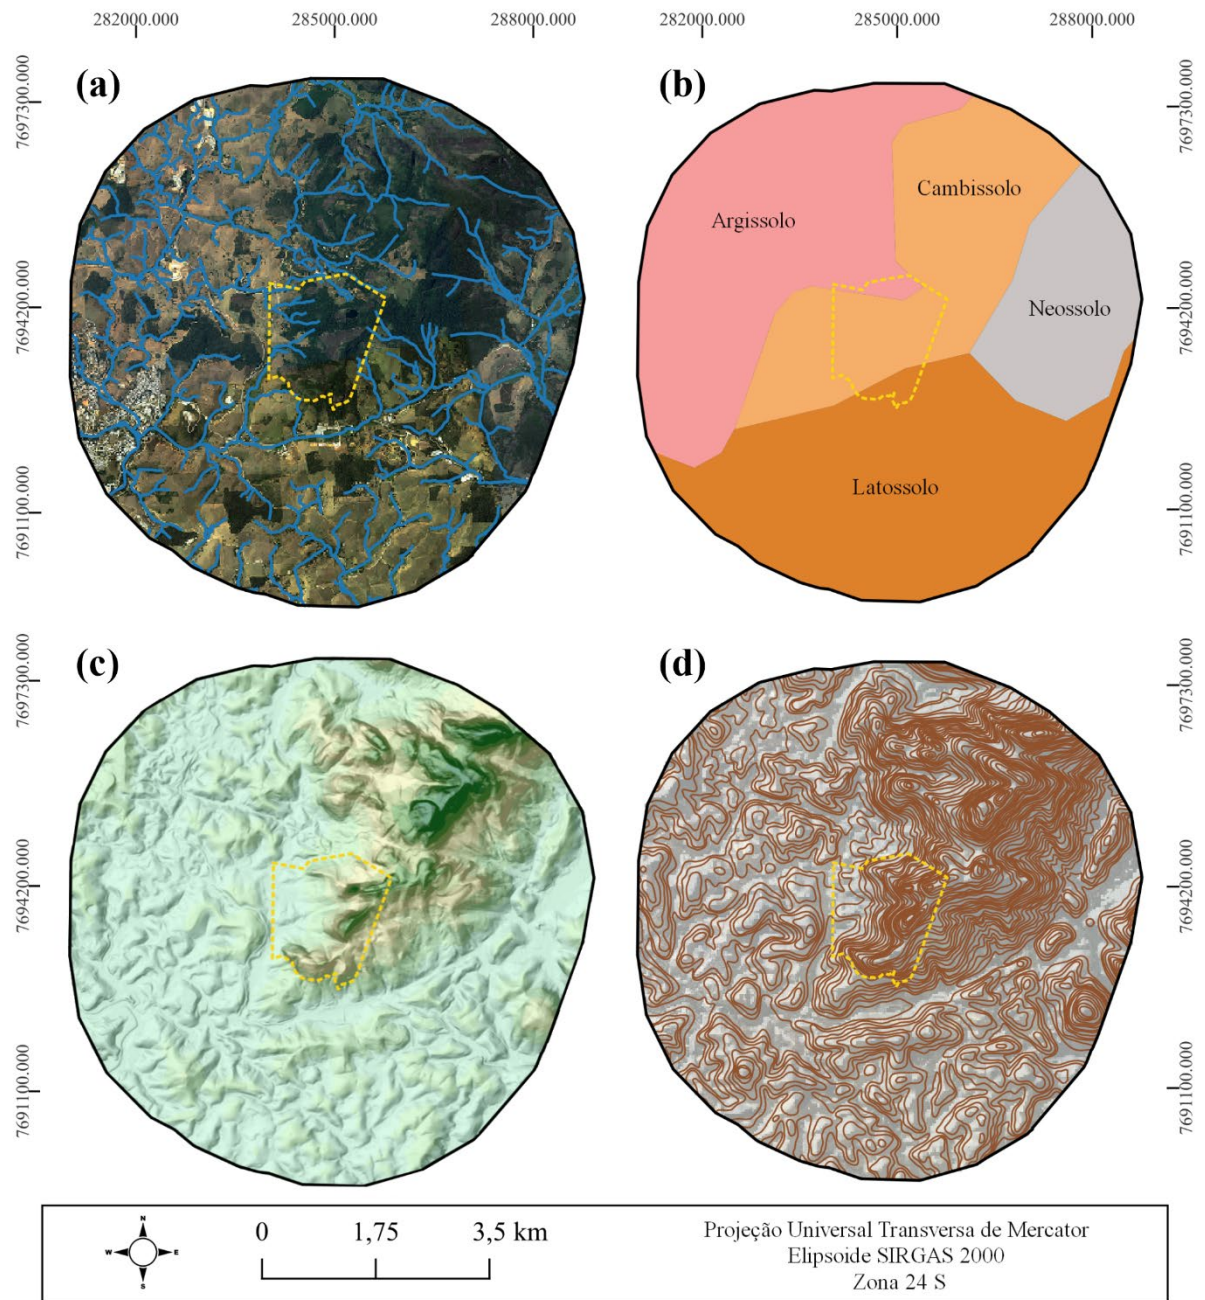 282000.000
285000.000
288000.000
282000.000
285000.000
288000.000
(a)
7697300.000
7694200.000
7691100.000
(b)
Argissolo
Cambissolo
Neossolo
Latossolo
7697300.000
7694200.000
7691100.000
(c)
7697300.000
7694200.000
7691100.000
(d)
7697300.000
7694200.000
7691100.000
N
W
E
S
0 1,75 3,5 km
Projeção Universal Transversa de Mercator
Elipsoide SIRGAS 2000
Zona 24 S